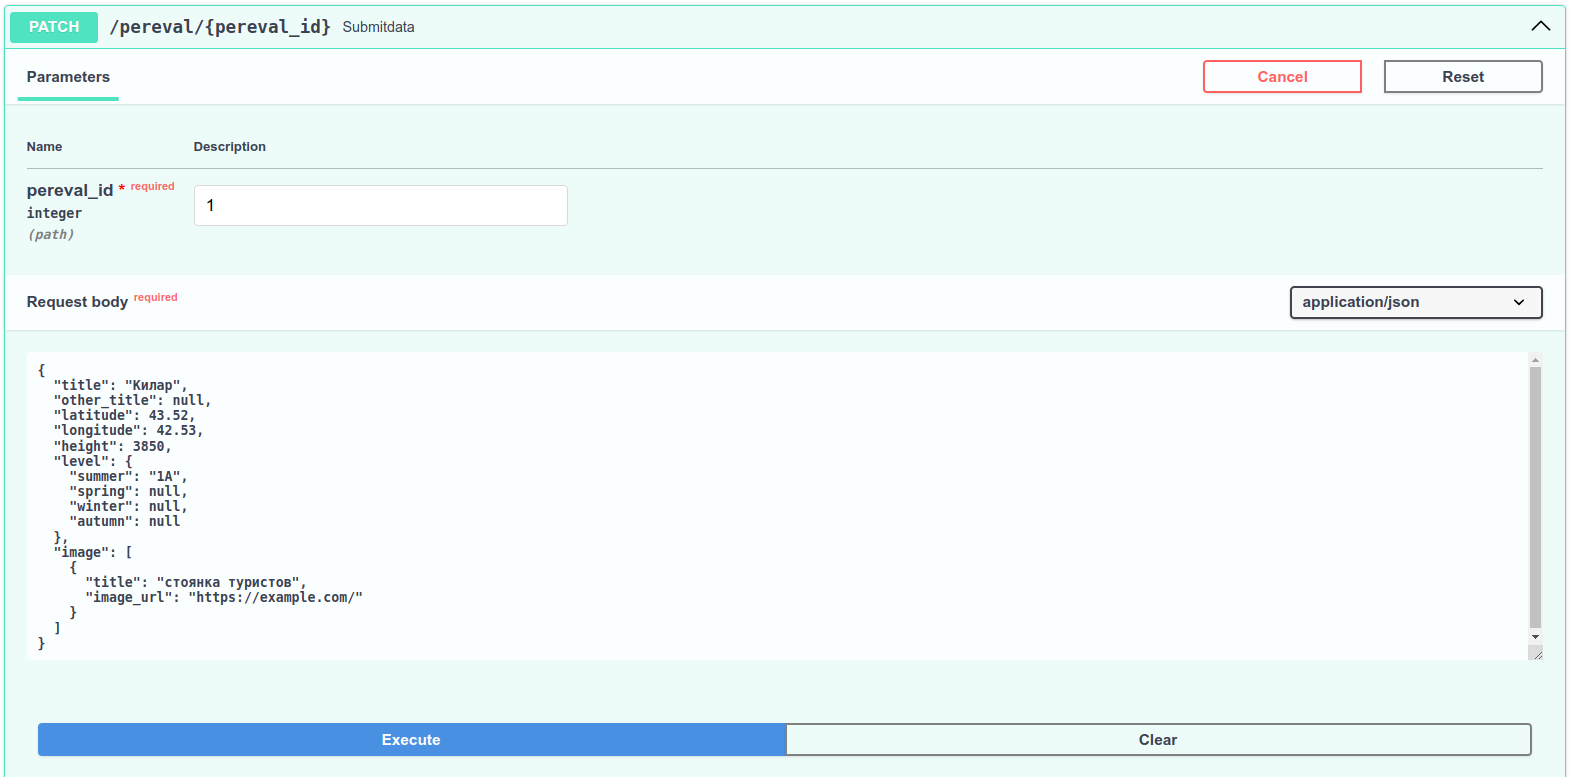 PATCH /pereval/{pereval_id} Submitdata
Parameters Cancel Reset
Name Description
pereval_id * required
integer
(path)
1
Request body required application/json
{
  "title": "Килар",
  "other_title": null,
  "latitude": 43.52,
  "longitude": 42.53,
  "height": 3850,
  "level": {
    "summer": "1A",
    "spring": null,
    "winter": null,
    "autumn": null
  },
  "image": [
    {
      "title": "стоянка туристов",
      "image_url": "https://example.com/"
    }
  ]
}
Execute Clear